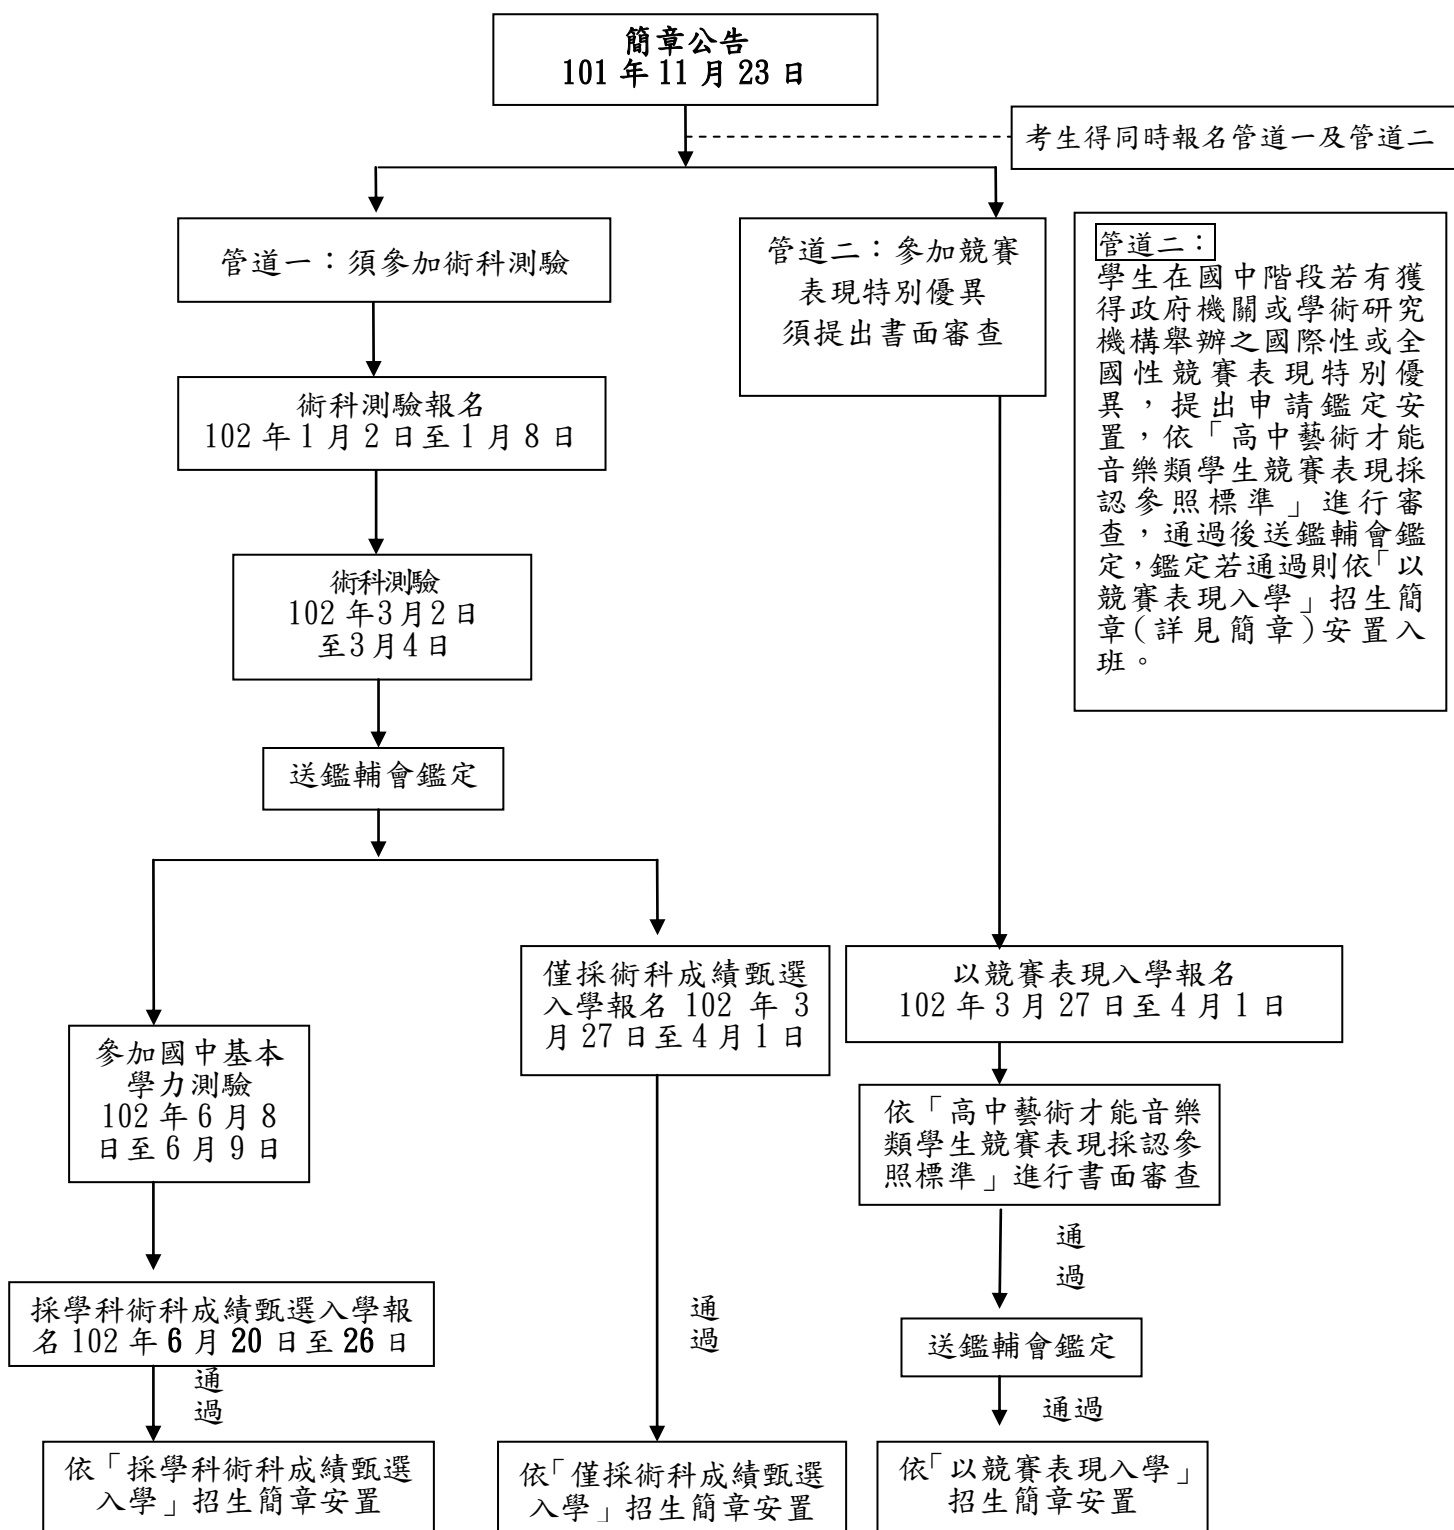 簡章公告
101 年 11 月 23 日
考生得同時報名管道一及管道二
管道一：須參加術科測驗
管道二：參加競賽
表現特別優異
須提出書面審查
管道二：
學生在國中階段若有獲
得政府機關或學術研究
機構舉辦之國際性或全
國性競賽表現特別優
異，提出申請鑑定安
置，依「高中藝術才能
音樂類學生競賽表現採
認參照標準」進行審
查，通過後送鑑輔會鑑
定，鑑定若通過則依「以
競賽表現入學」招生簡
章(詳見簡章)安置入
班。
術科測驗報名
102 年 1 月 2 日至 1 月 8 日
術科測驗
102 年3月2日
至3月4日
送鑑輔會鑑定
參加國中基本
學力測驗
102 年 6 月 8
日至 6 月 9 日
僅採術科成績甄選
入學報名 102 年 3
月 27 日至 4 月 1 日
以競賽表現入學報名
102 年 3 月 27 日至 4 月 1 日
依「高中藝術才能音樂
類學生競賽表現採認參
照標準」進行書面審查
通
過
採學科術科成績甄選入學報
名 102 年 6 月 20 日至 26 日
通
過
通
過
送鑑輔會鑑定
通過
依「採學科術科成績甄選
入學」招生簡章安置
依「僅採術科成績甄選
入學」招生簡章安置
依「以競賽表現入學」
招生簡章安置